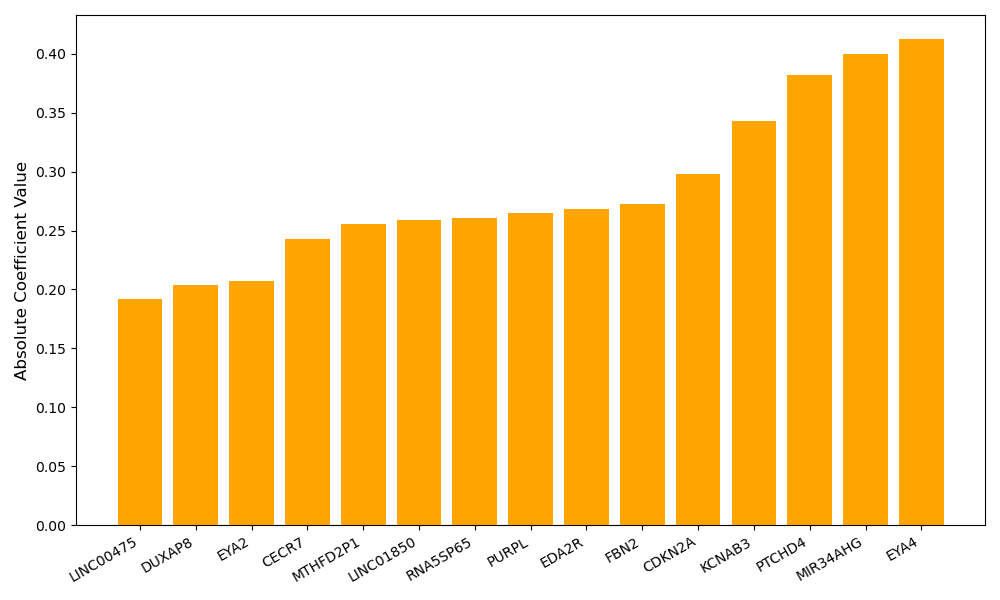 Absolute Coefficient Value
0.40
0.35
0.30
0.25
0.20
0.15
0.10
0.05
0.00
LINC00475
DUXAP8
EYA2
CECR7
MTHFD2P1
LINC01850
RNA5SP65
PURPL
EDA2R
FBN2
CDKN2A
KCNAB3
PTCHD4
MIR34AHG
EYA4